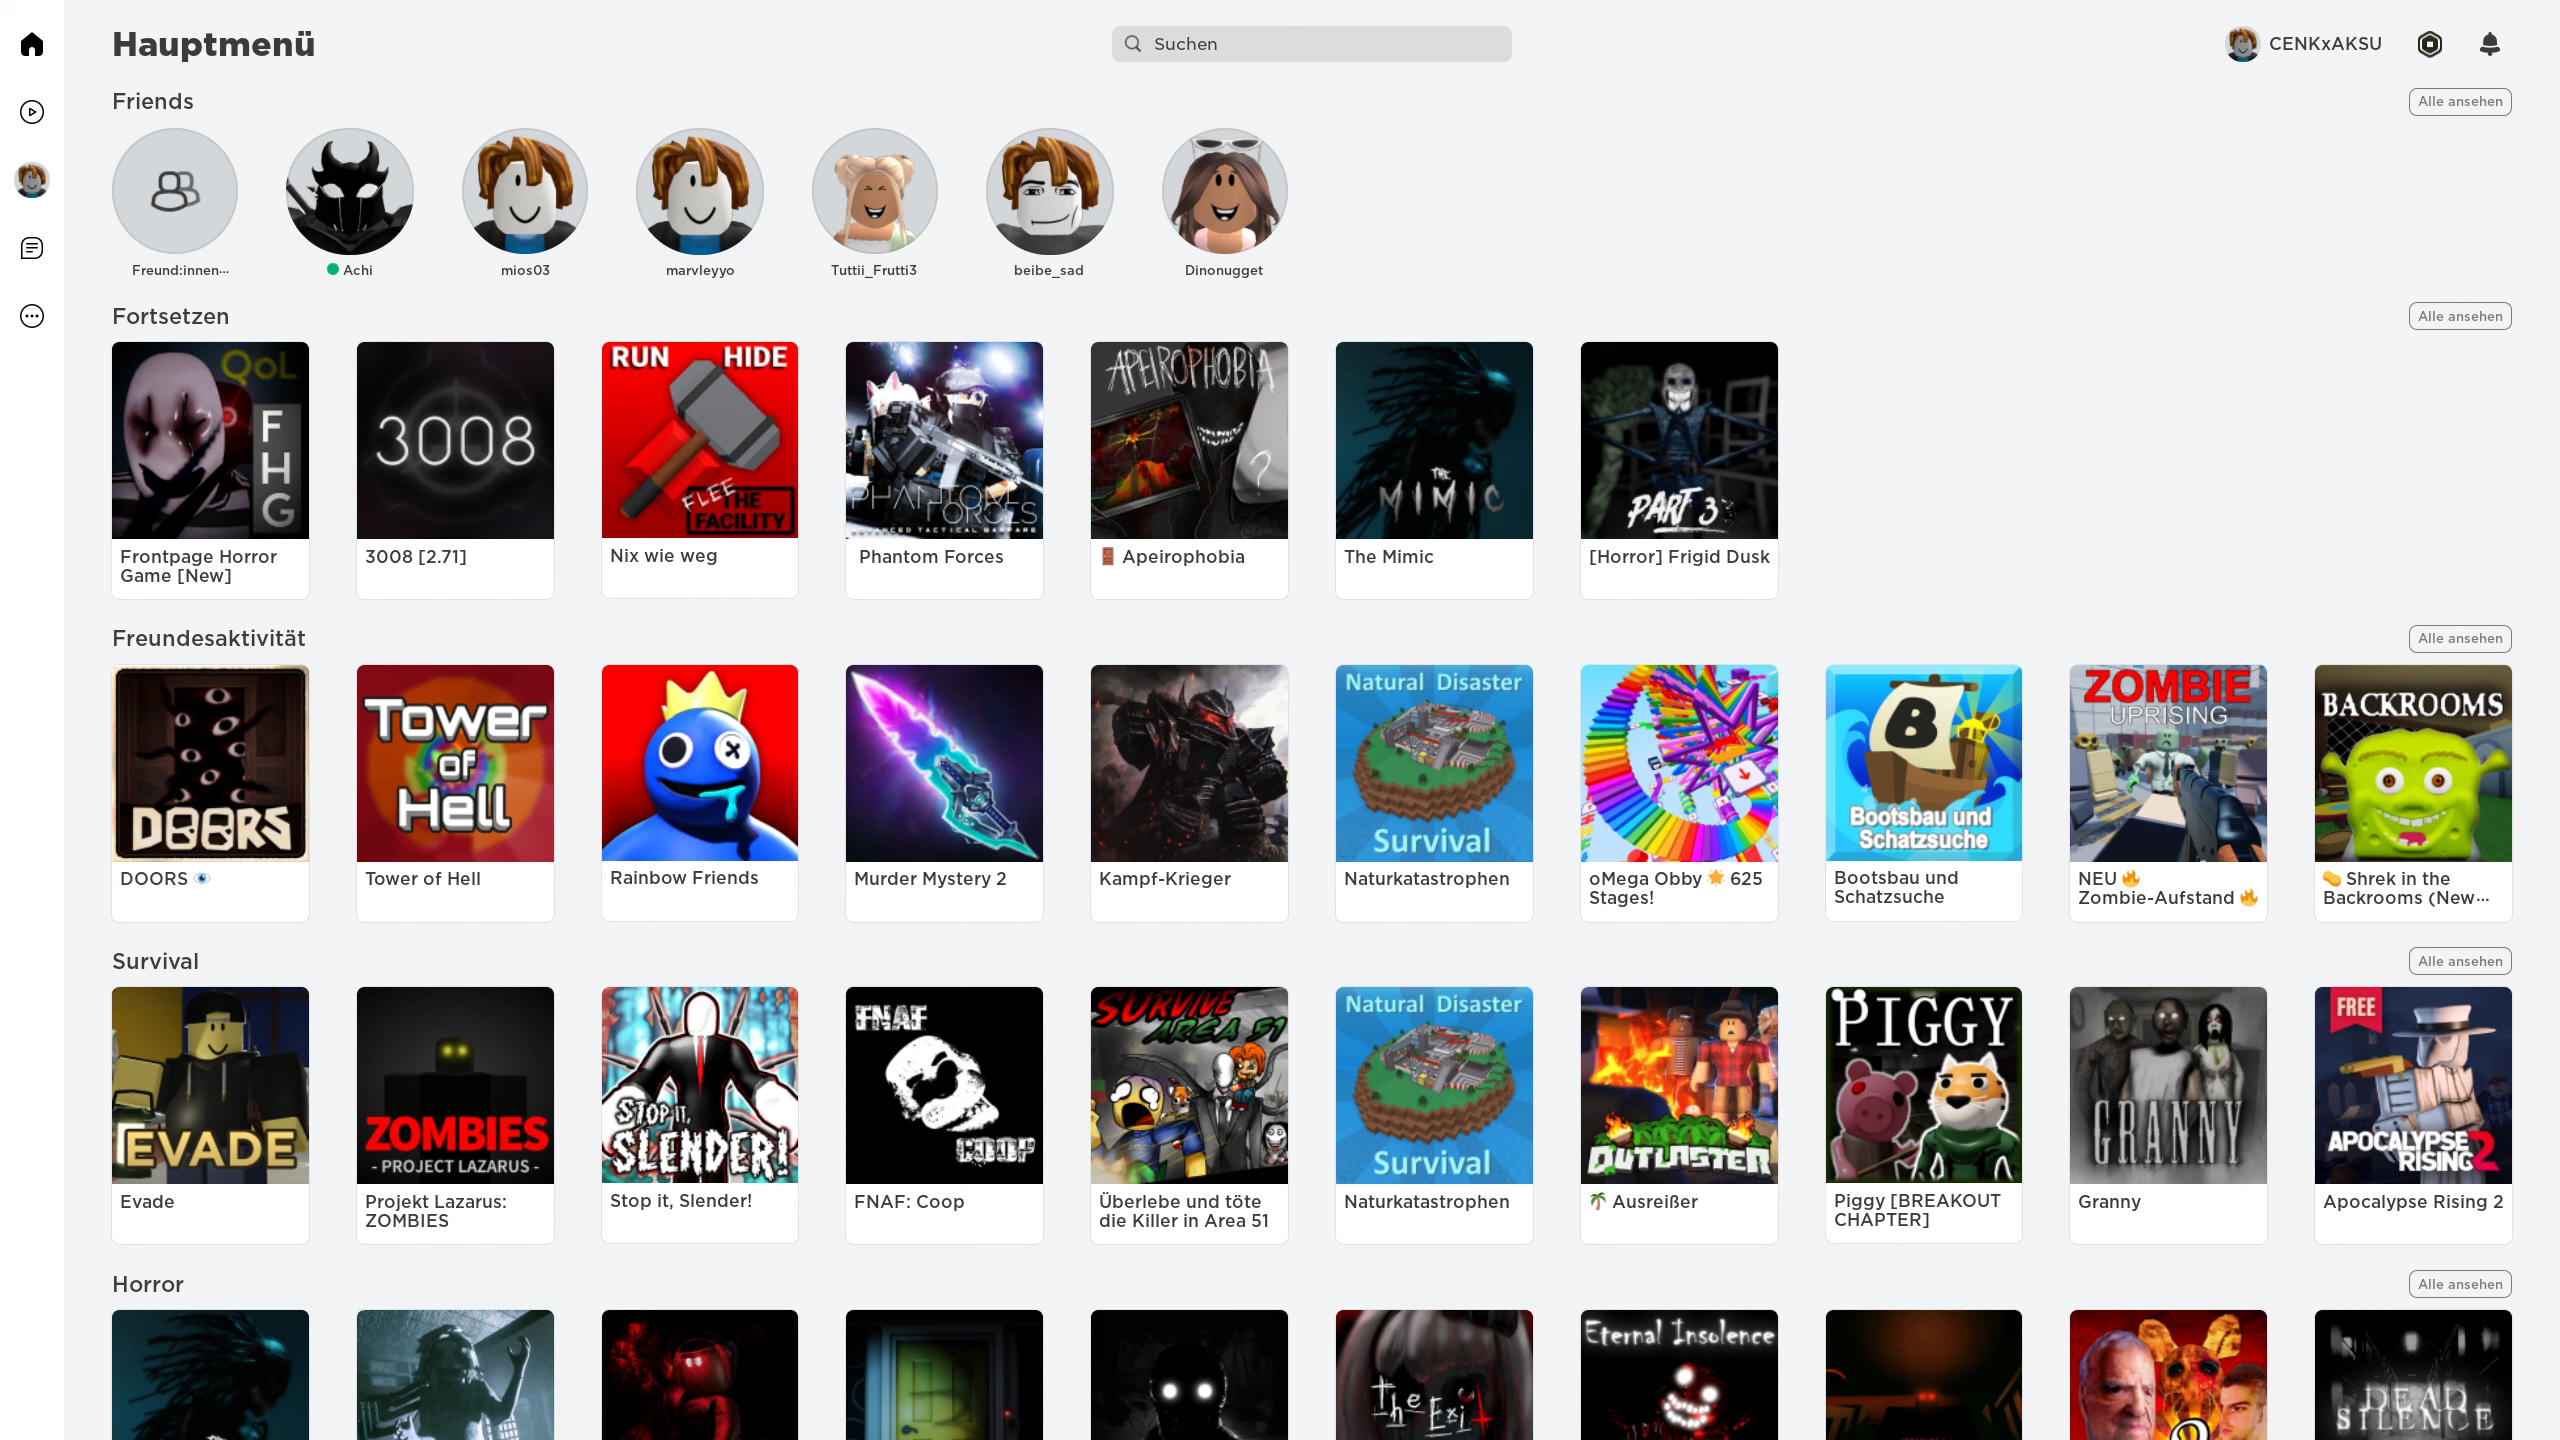 Hauptmenü
Suchen
CENKxAKSU
Friends
Alle ansehen
Freund:innen...
Achi
mios03
marvleyyo
Tuttii_Frutti3
beibe_sad
Dinonugget
Fortsetzen
Alle ansehen
QoL
F
H
G
3008
RUN HIDE
FLEE
THE
FACILITY
PHANTOM
FORCES
ADVANCED TACTICAL WARFARE
APEIROPHOBIA
?
THE
MIMIC
PART 3
Frontpage Horror
Game [New]
3008 [2.71]
Nix wie weg
Phantom Forces
🚪 Apeirophobia
The Mimic
[Horror] Frigid Dusk
Freundesaktivität
Alle ansehen
DOORS
Tower
of
Hell
Natural Disaster
Survival
B
Bootsbau und
Schatzsuche
ZOMBIE
UPRISING
BACKROOMS
DOORS 👁️
Tower of Hell
Rainbow Friends
Murder Mystery 2
Kampf-Krieger
Naturkatastrophen
oMega Obby 🌟 625
Stages!
Bootsbau und
Schatzsuche
NEU 🔥
Zombie-Aufstand 🔥
Shrek in the
Backrooms (New...
Survival
Alle ansehen
EVADE
ZOMBIES
- PROJECT LAZARUS -
STOP IT,
SLENDER!
FNAF
COOP
SURVIVE
AREA 51
Natural Disaster
Survival
OUTLASTER
PIGGY
GRANNY
FREE
APOCALYPSE
RISING 2
Evade
Projekt Lazarus:
ZOMBIES
Stop it, Slender!
FNAF: Coop
Überlebe und töte
die Killer in Area 51
Naturkatastrophen
🌴 Ausreißer
Piggy [BREAKOUT
CHAPTER]
Granny
Apocalypse Rising 2
Horror
Alle ansehen
the Exit
Eternal Insolence
DEAD
SILENCE